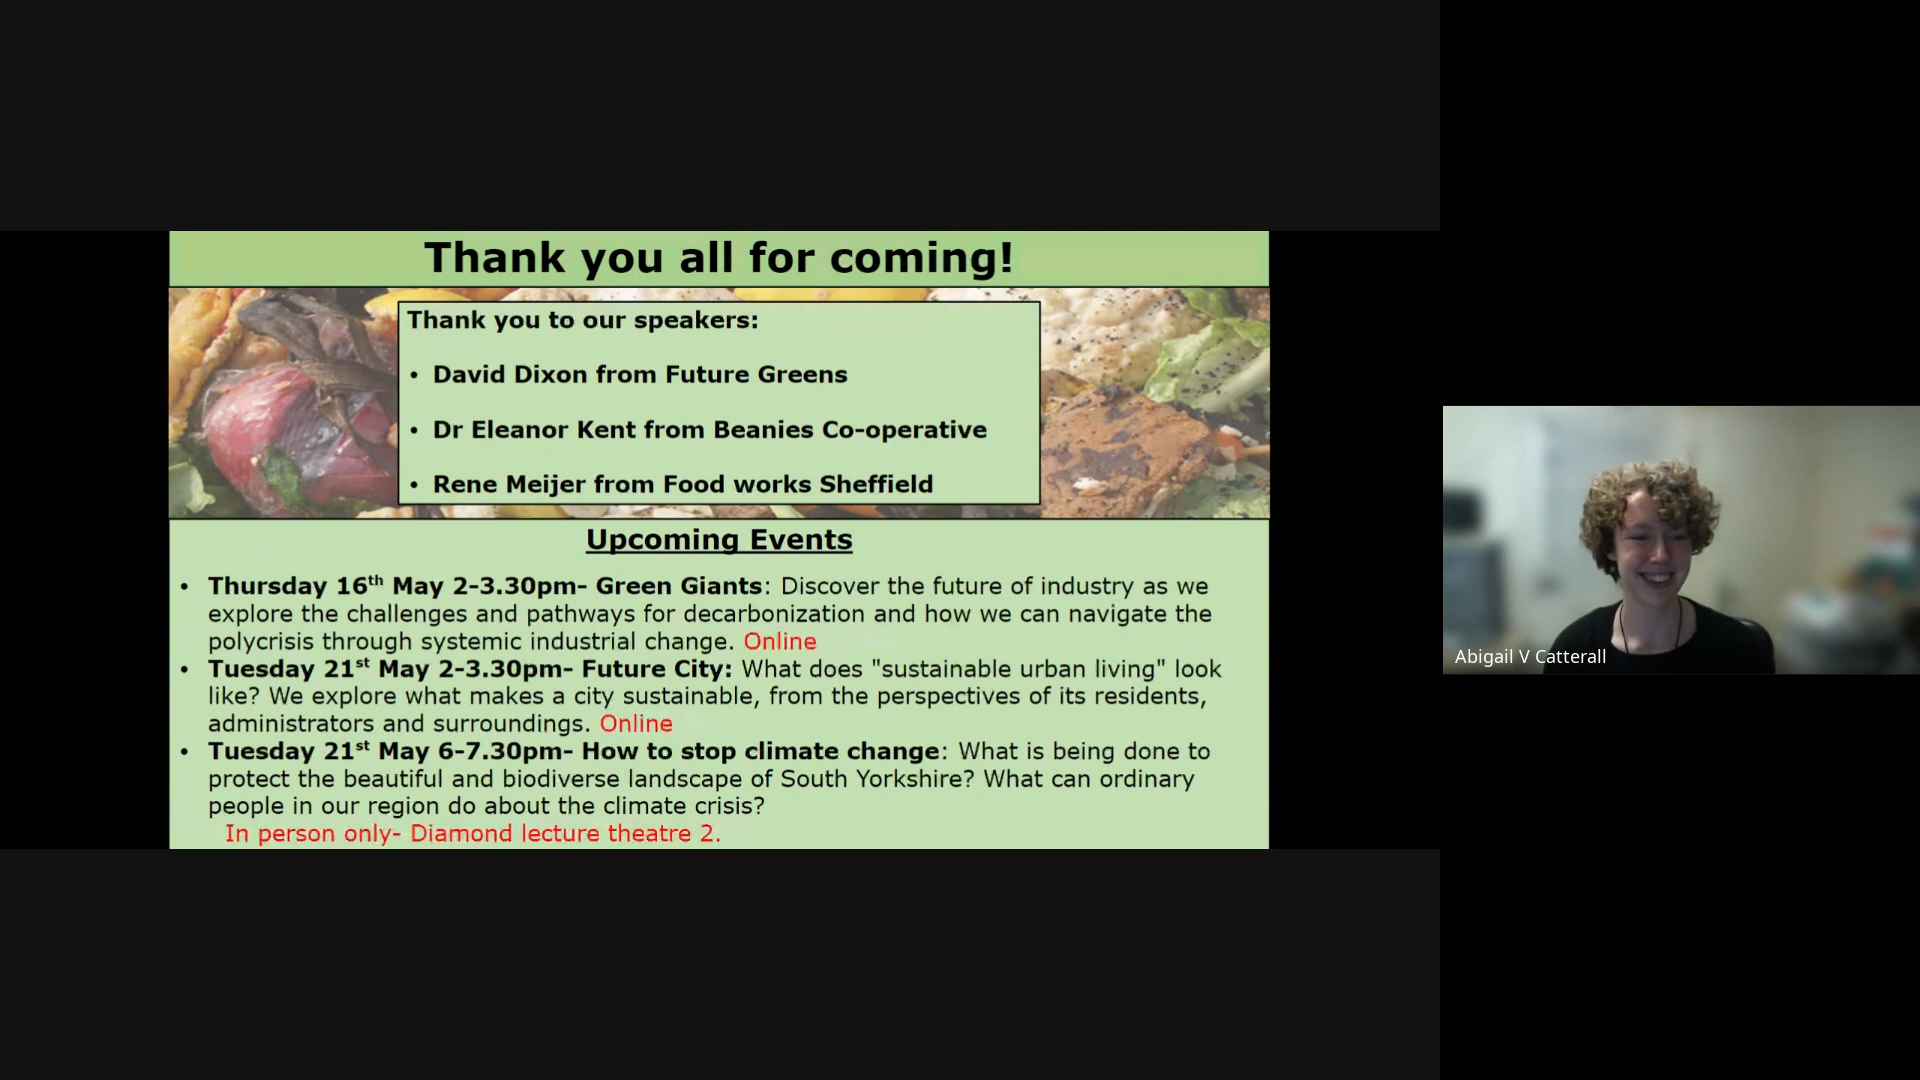 Thank you all for coming!
Thank you to our speakers:
• David Dixon from Future Greens
• Dr Eleanor Kent from Beanies Co-operative
• Rene Meijer from Food works Sheffield
Upcoming Events
• Thursday 16th May 2-3.30pm- Green Giants: Discover the future of industry as we
explore the challenges and pathways for decarbonization and how we can navigate the
polycrisis through systemic industrial change. Online
• Tuesday 21st May 2-3.30pm- Future City: What does "sustainable urban living" look
like? We explore what makes a city sustainable, from the perspectives of its residents,
administrators and surroundings. Online
• Tuesday 21st May 6-7.30pm- How to stop climate change: What is being done to
protect the beautiful and biodiverse landscape of South Yorkshire? What can ordinary
people in our region do about the climate crisis?
In person only- Diamond lecture theatre 2.
Abigail V Catterall